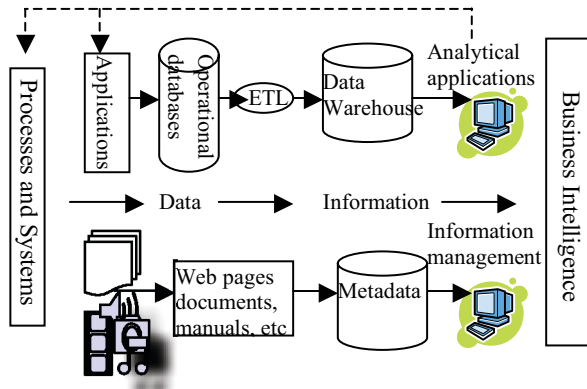 Processes and Systems
Applications
Operational
databases
ETL
Data
Warehouse
Analytical
applications
Business Intelligence
Data
Information
Information
management
Web pages
documents,
manuals, etc
Metadata